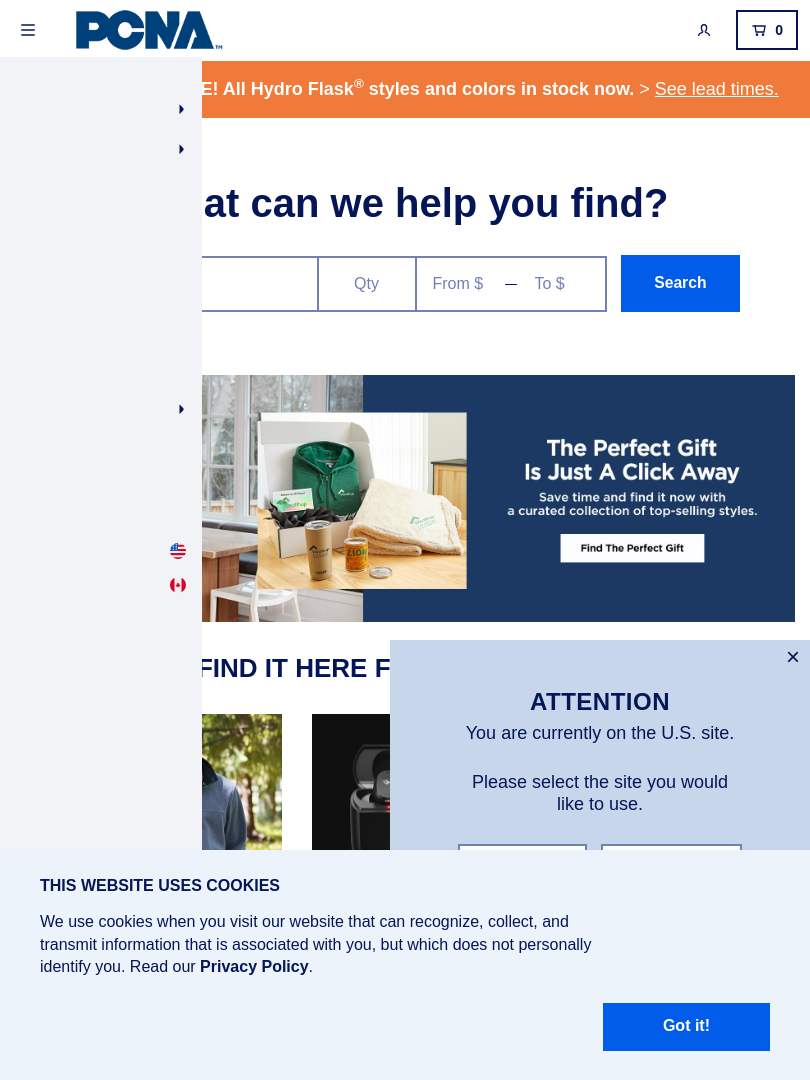 PCNA™
0
E! All Hydro Flask® styles and colors in stock now. > See lead times.
at can we help you find?
Qty
From $ — To $
Search
The Perfect Gift
Is Just A Click Away
Save time and find it now with
a curated collection of top-selling styles.
Find The Perfect Gift
FIND IT HERE F
ATTENTION
You are currently on the U.S. site.
Please select the site you would
like to use.
THIS WEBSITE USES COOKIES
We use cookies when you visit our website that can recognize, collect, and
transmit information that is associated with you, but which does not personally
identify you. Read our Privacy Policy.
Got it!